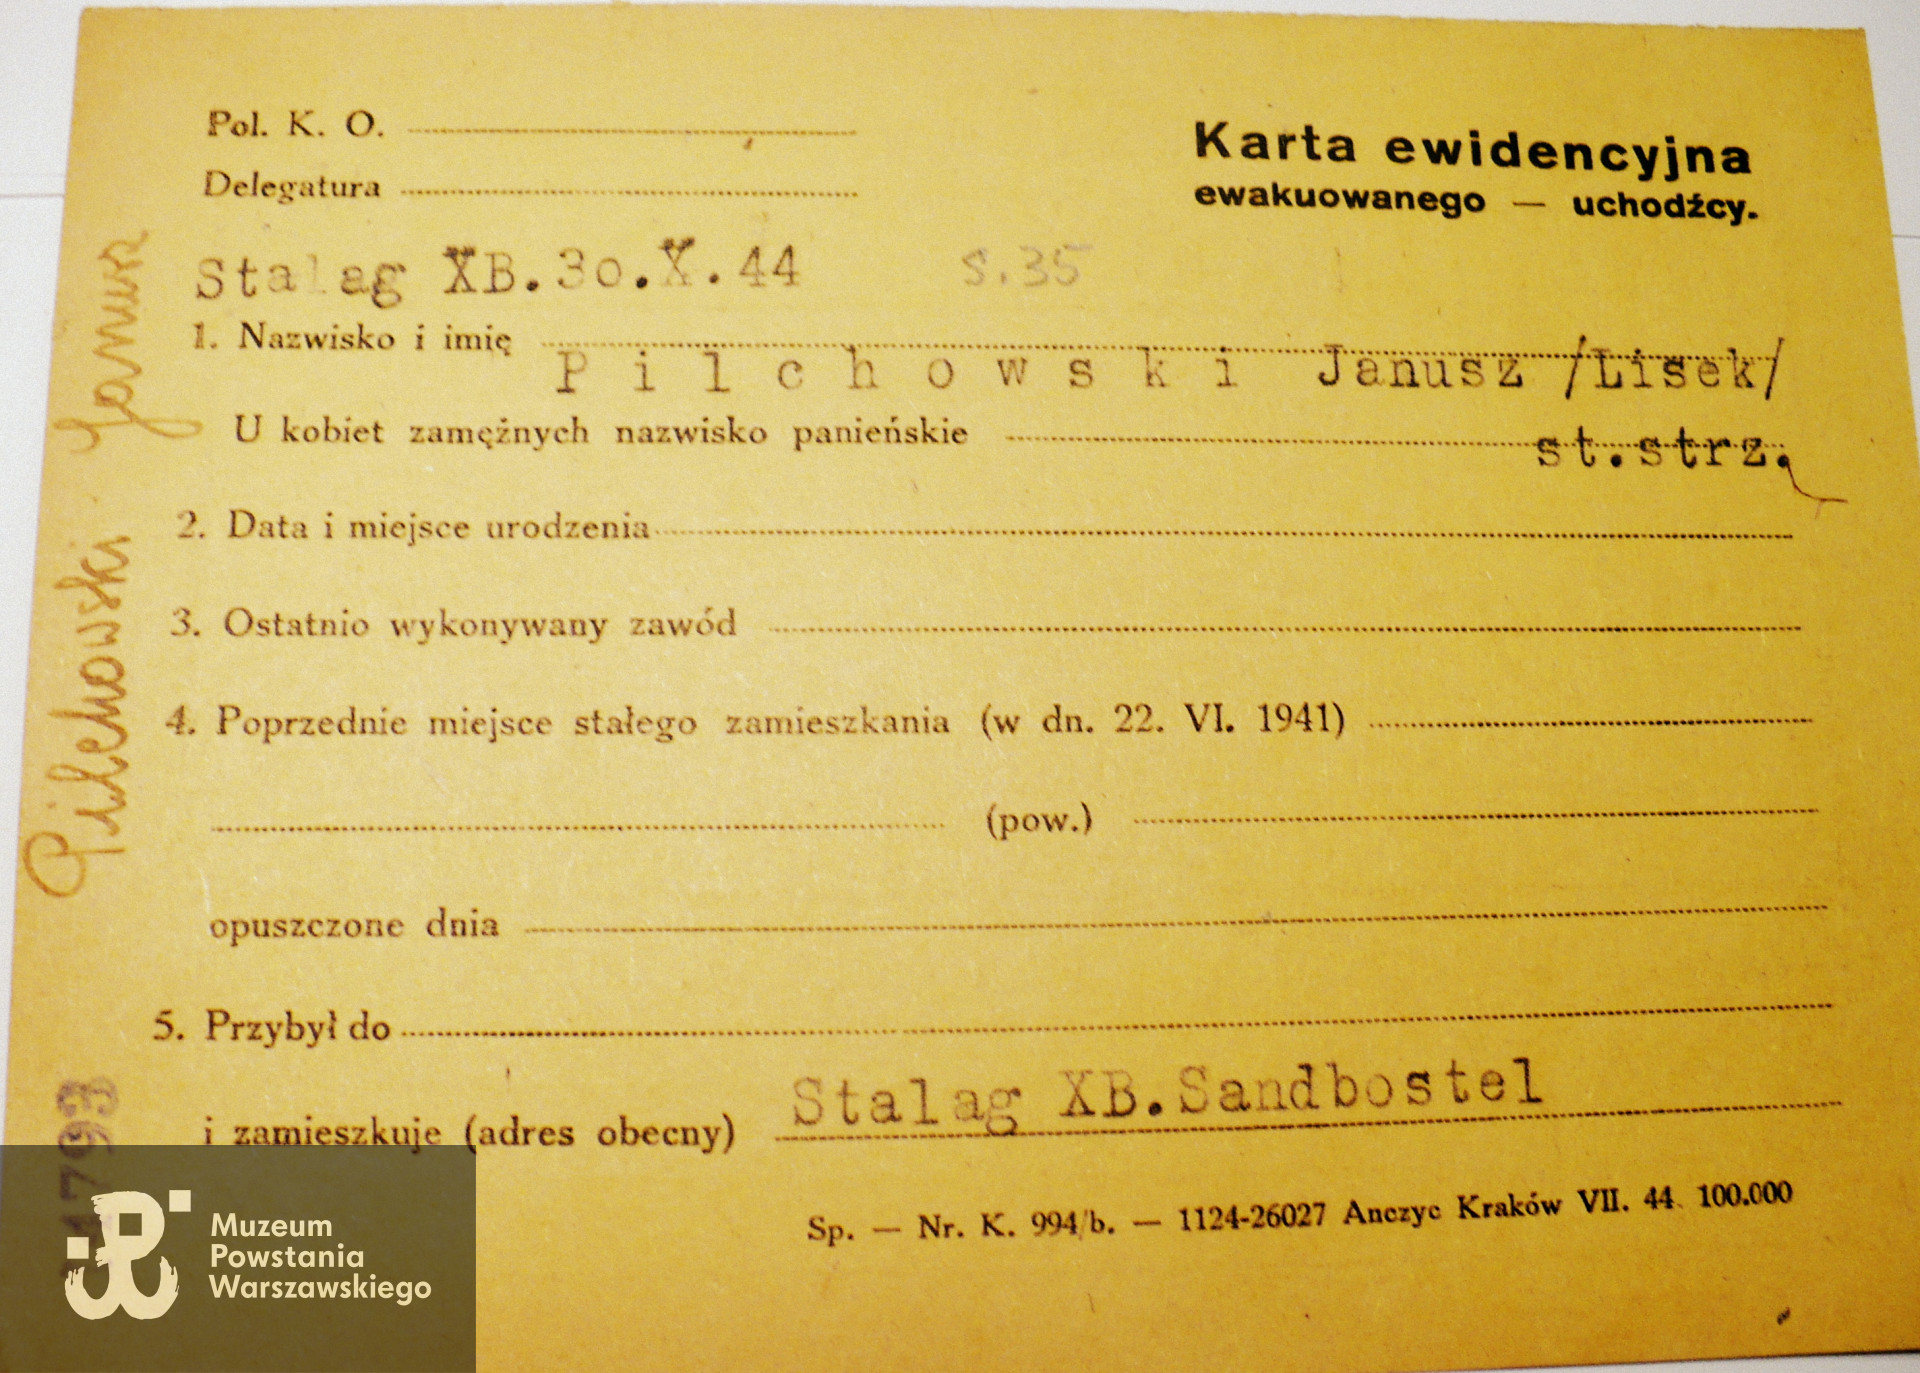 Pol. K. O.
Delegatura
Karta ewidencyjna
ewakuowanego — uchodźcy.
Stalag XB.30.X.44 S.35
1. Nazwisko i imię
Pilchowski Janusz /Lisek/
U kobiet zamężnych nazwisko panieńskie
st.strz.
2. Data i miejsce urodzenia
3. Ostatnio wykonywany zawód
4. Poprzednie miejsce stałego zamieszkania (w dn. 22. VI. 1941)
(pow.)
opuszczone dnia
5. Przybył do
i zamieszkuje (adres obecny) Stalag XB.Sandbostel
Sp. — Nr. K. 994/b. — 1124-26027 Anczyc Kraków VII. 44 100.000
Pilchowski Janusz
Muzeum
Powstania
Warszawskiego